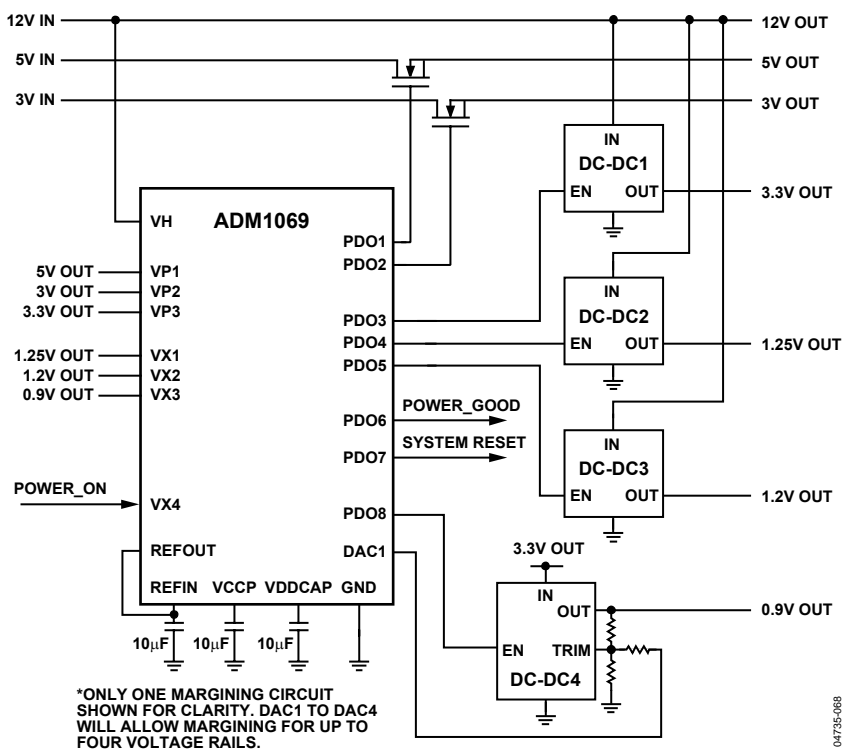 12V IN
12V OUT
5V IN
5V OUT
3V IN
3V OUT
IN
DC-DC1
EN OUT
3.3V OUT
ADM1069
VH
PDO1
PDO2
5V OUT VP1
3V OUT VP2
3.3V OUT VP3
IN
DC-DC2
PDO3
PDO4
EN OUT
1.25V OUT
1.25V OUT VX1
1.2V OUT VX2
0.9V OUT VX3
PDO5
PDO6
POWER_GOOD
PDO7
SYSTEM RESET
IN
DC-DC3
EN OUT
1.2V OUT
POWER_ON
VX4
PDO8
REFOUT
DAC1
3.3V OUT
REFIN VCCP VDDCAP GND
IN
OUT
0.9V OUT
EN TRIM
DC-DC4
10μF 10μF 10μF
*ONLY ONE MARGINING CIRCUIT
SHOWN FOR CLARITY. DAC1 TO DAC4
WILL ALLOW MARGINING FOR UP TO
FOUR VOLTAGE RAILS.
04735-068